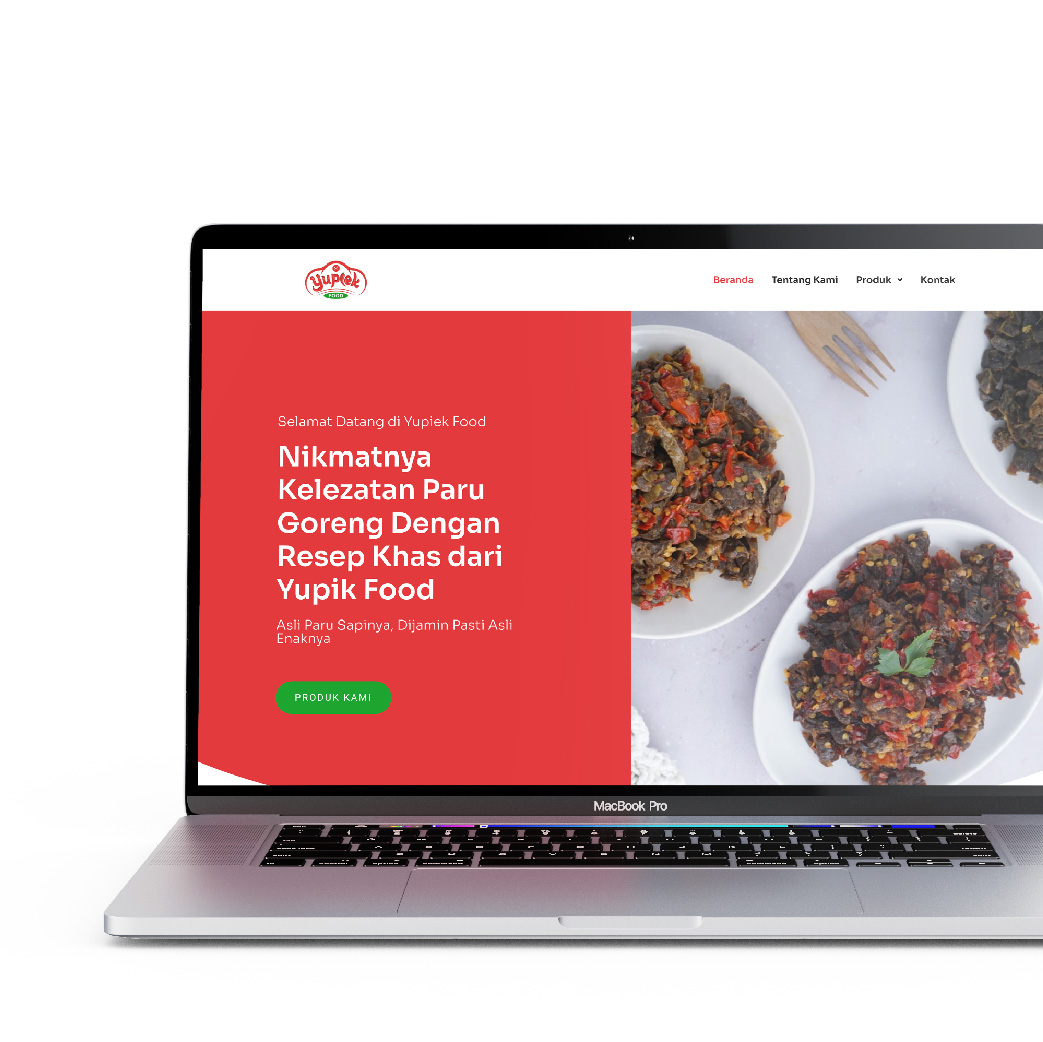 Yupiek
FOOD
Beranda
Tentang Kami
Produk
Kontak
Selamat Datang di Yupiek Food
Nikmatnya
Kelezatan Paru
Goreng Dengan
Resep Khas dari
Yupik Food
Asli Paru Sapinya, Dijamin Pasti Asli
Enaknya
PRODUK KAMI
MacBook Pro